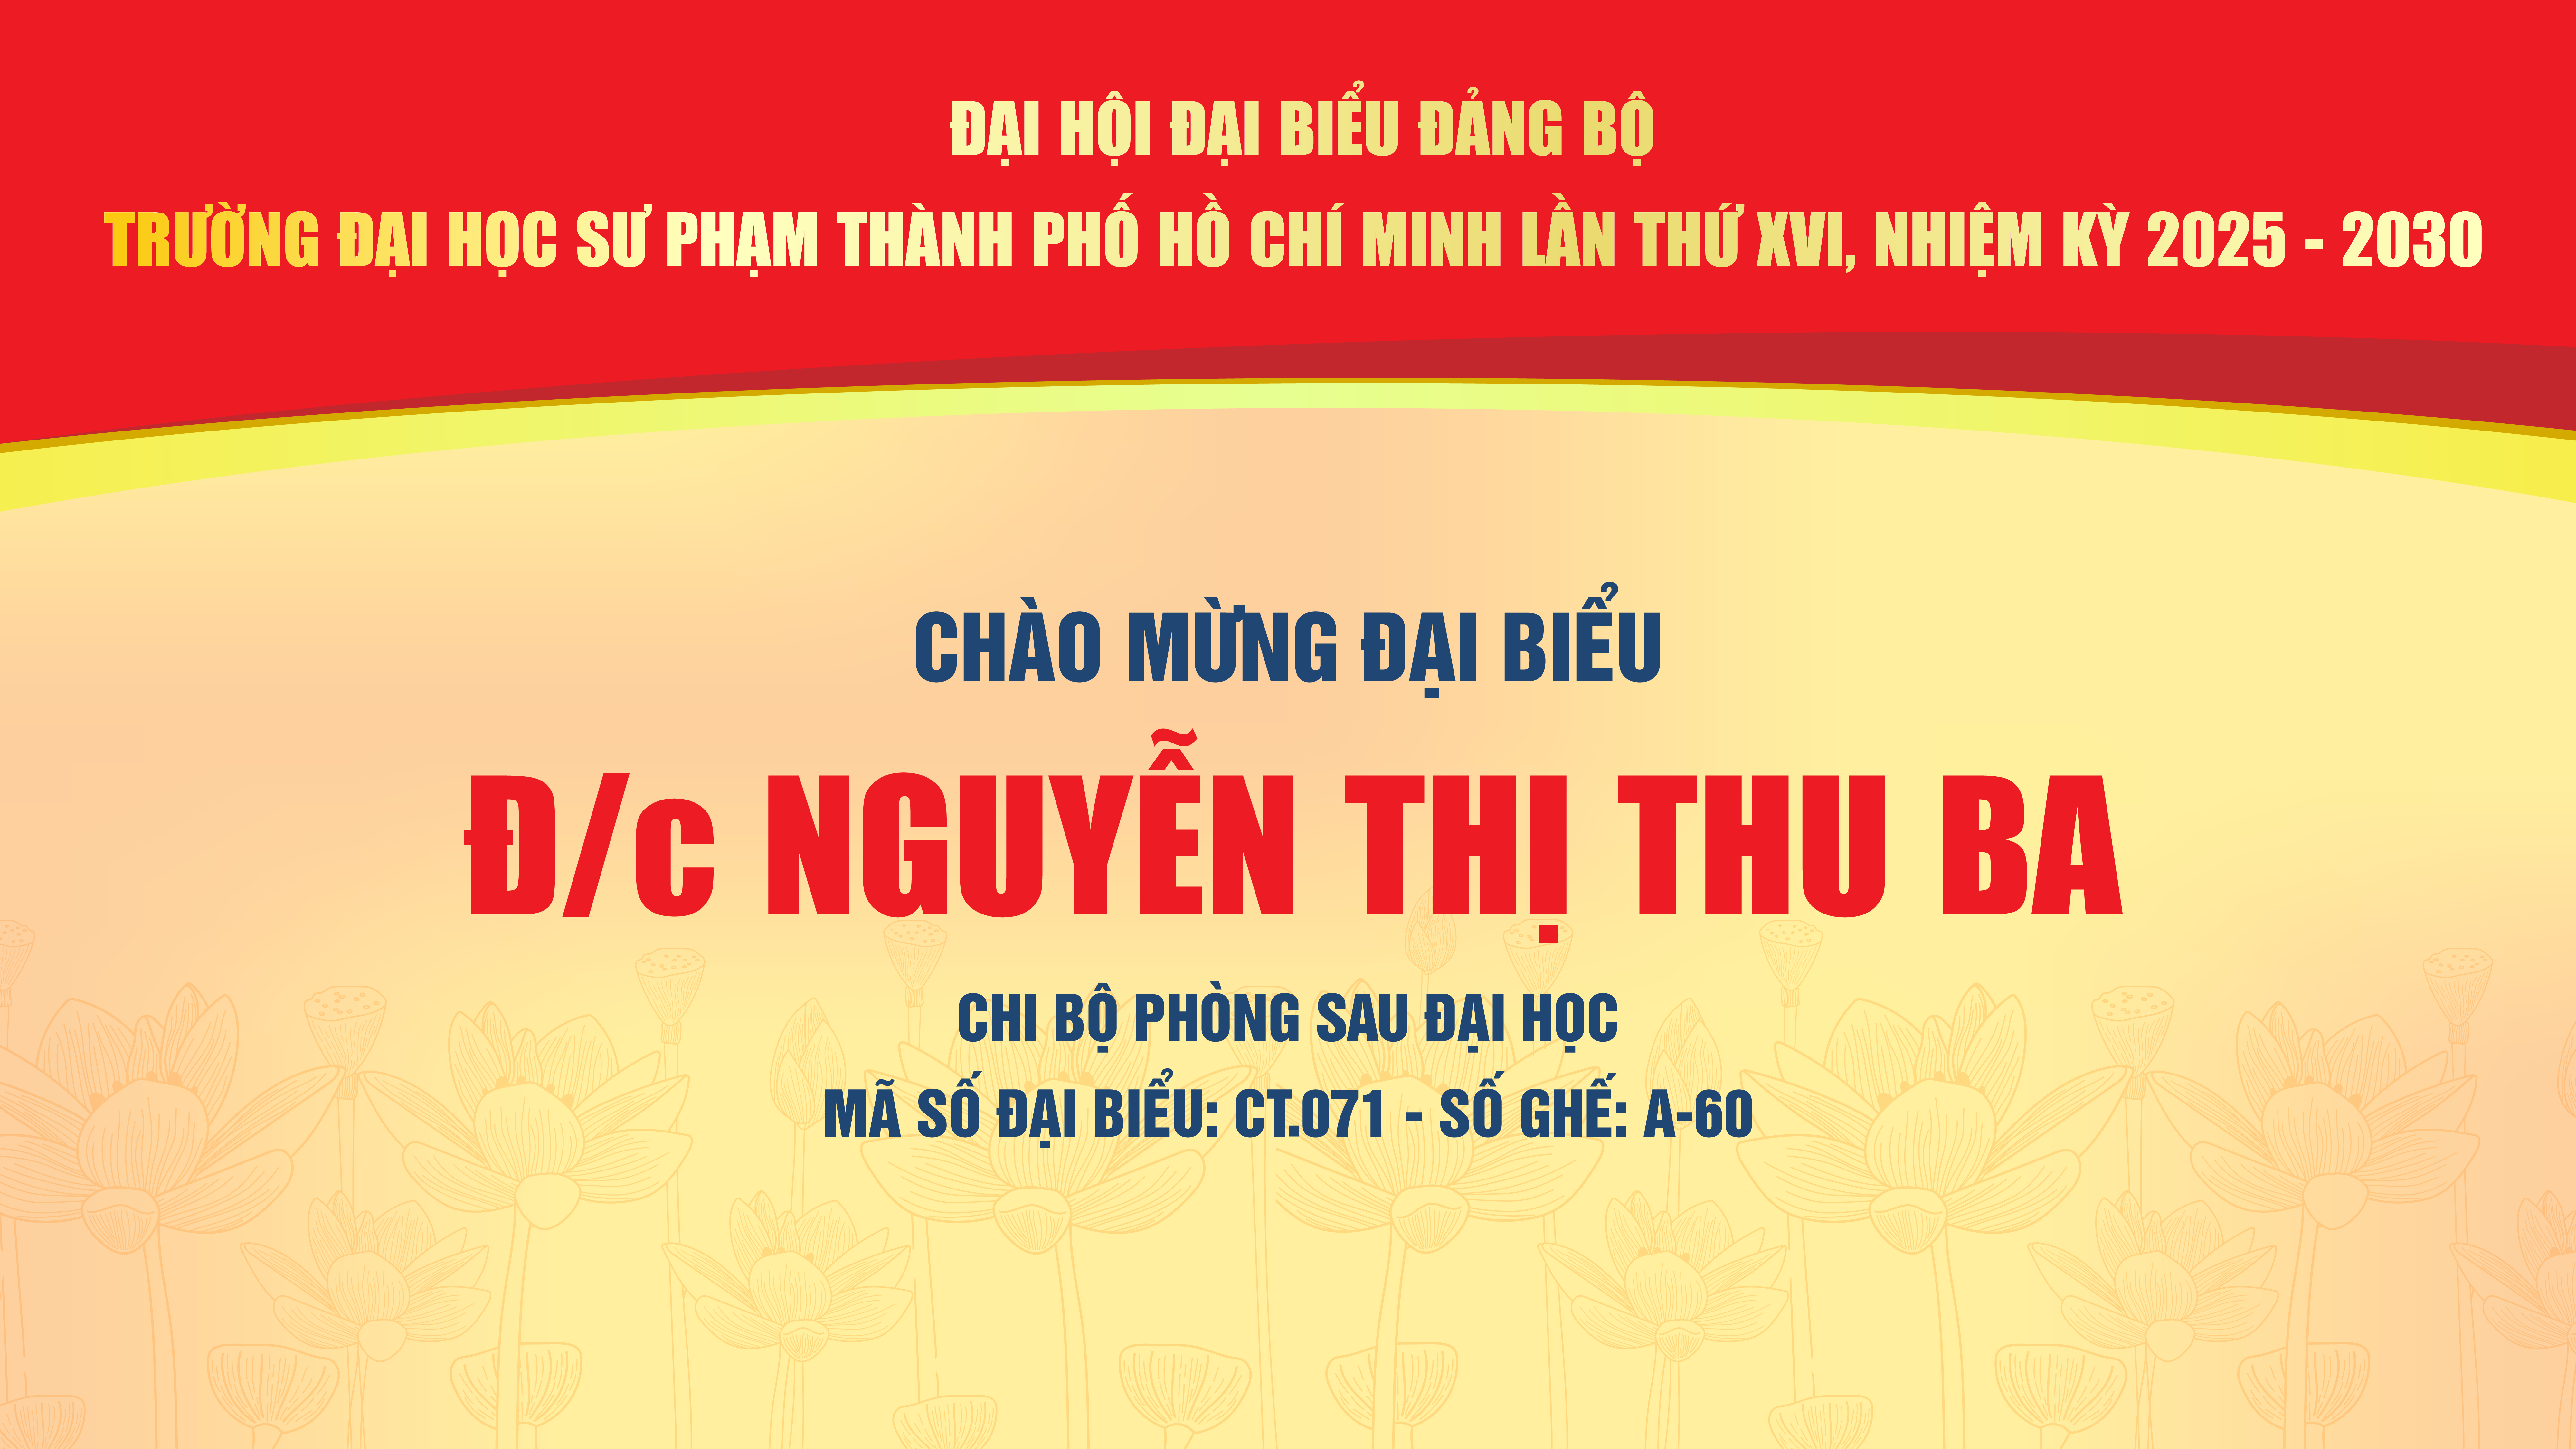 ĐẠI HỘI ĐẠI BIỂU ĐẢNG BỘ
TRƯỜNG ĐẠI HỌC SƯ PHẠM THÀNH PHỐ HỒ CHÍ MINH LẦN THỨ XVI, NHIỆM KỲ 2025 - 2030
CHÀO MỪNG ĐẠI BIỂU
Đ/c NGUYỄN THỊ THU BA
CHI BỘ PHÒNG SAU ĐẠI HỌC
MÃ SỐ ĐẠI BIỂU: CT.071 - SỐ GHẾ: A-60